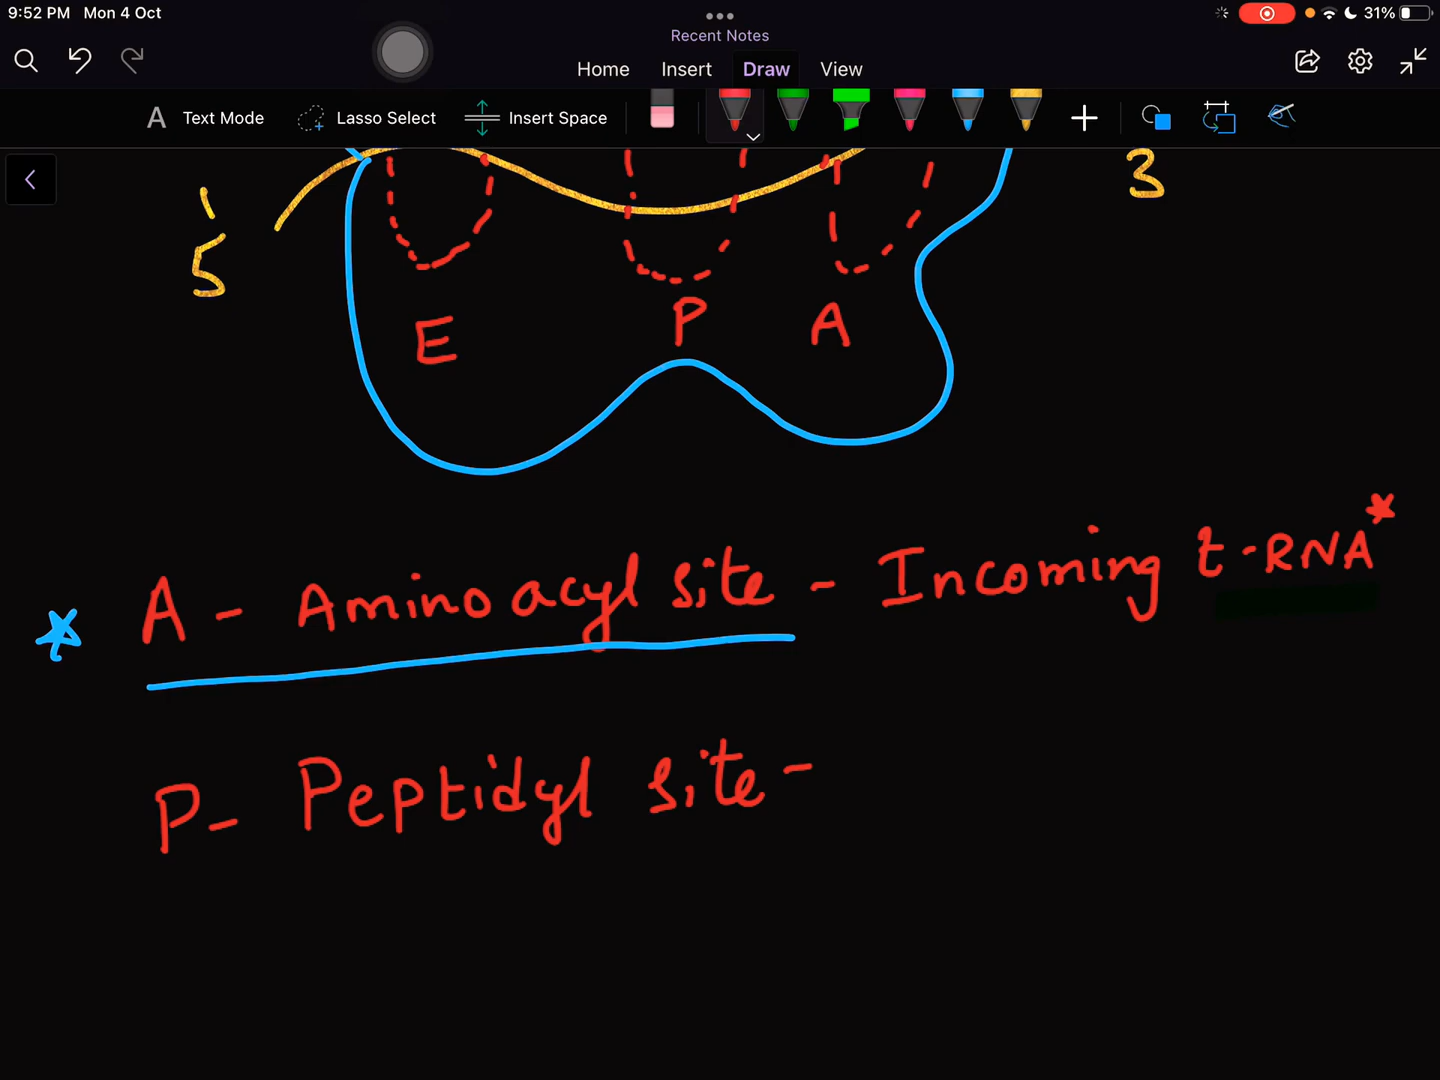 9:52 PM Mon 4 Oct
31%
Recent Notes
Home Insert Draw View
Text Mode Lasso Select Insert Space
5'
3
E P A
A - Aminoacyl site - Incoming t-RNA*
P- Peptidyl site -